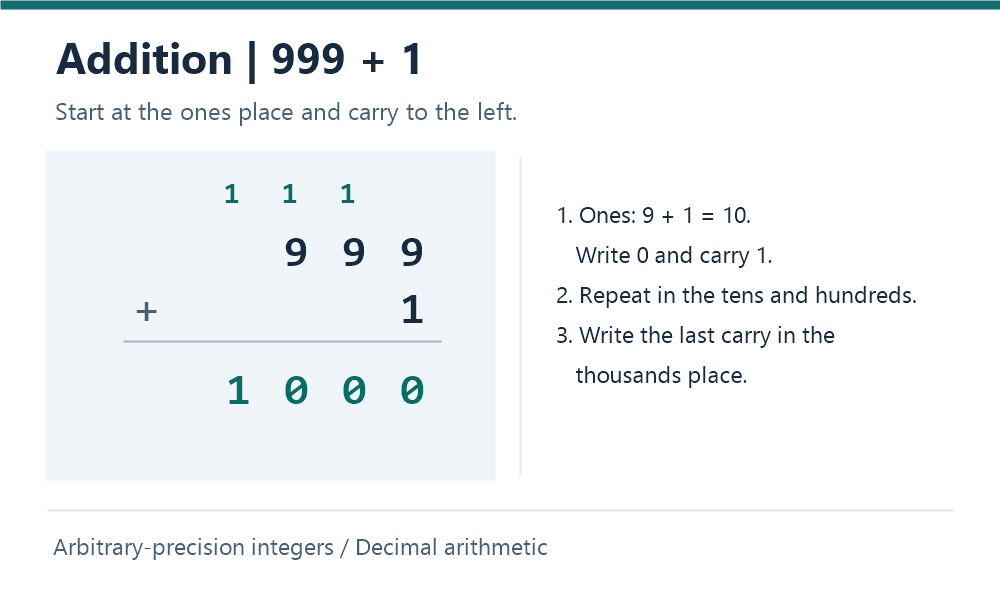 Addition | 999 + 1
Start at the ones place and carry to the left.
1 1 1
9 9 9
+ 1
1 0 0 0
1. Ones: 9 + 1 = 10.
Write 0 and carry 1.
2. Repeat in the tens and hundreds.
3. Write the last carry in the
thousands place.
Arbitrary-precision integers / Decimal arithmetic